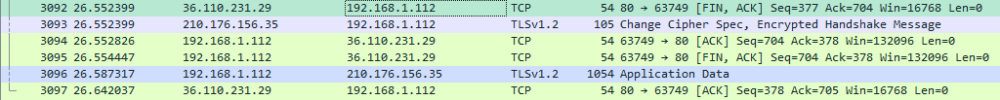 3092 26.552399 36.110.231.29 192.168.1.112 TCP 54 80 → 63749 [FIN, ACK] Seq=377 Ack=704 Win=16768 Len=0
3093 26.552399 210.176.156.35 192.168.1.112 TLSv1.2 105 Change Cipher Spec, Encrypted Handshake Message
3094 26.552826 192.168.1.112 36.110.231.29 TCP 54 63749 → 80 [ACK] Seq=704 Ack=378 Win=132096 Len=0
3095 26.554447 192.168.1.112 36.110.231.29 TCP 54 63749 → 80 [FIN, ACK] Seq=704 Ack=378 Win=132096 Len=0
3096 26.587317 192.168.1.112 210.176.156.35 TLSv1.2 1054 Application Data
3097 26.642037 36.110.231.29 192.168.1.112 TCP 54 80 → 63749 [ACK] Seq=378 Ack=705 Win=16768 Len=0